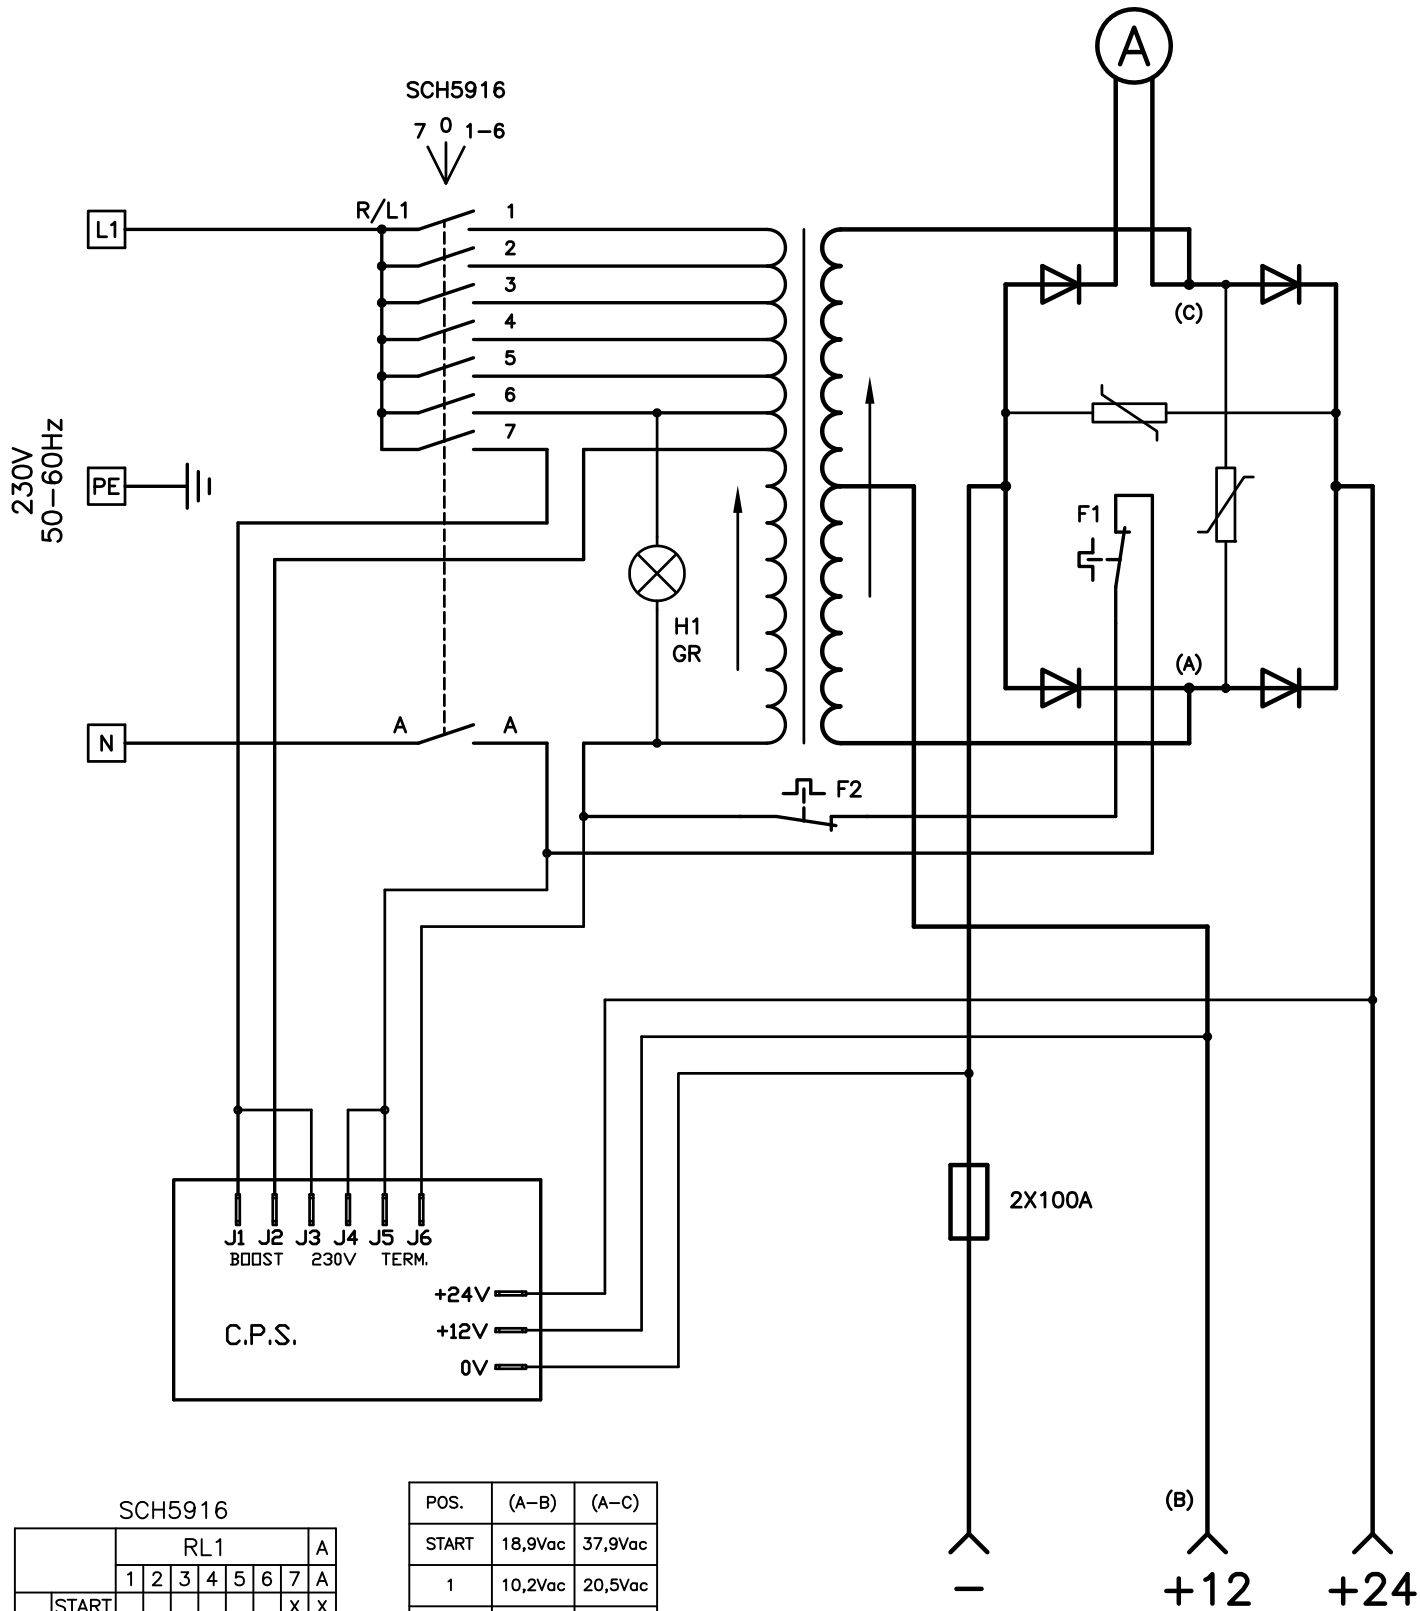 A
SCH5916
7 0 1-6
R/L1
1
L1
2
3
(C)
4
5
6
7
230V
50-60Hz
PE
F1
H1
GR
(A)
A
A
N
F2
2X100A
J1 J2 J3 J4 J5 J6
BOOST 230V TERM.
+24V
C.P.S.
+12V
0V
SCH5916
RL1 A
1 2 3 4 5 6 7 A
START X X
POS. (A-B) (A-C)
START 18,9Vac 37,9Vac
1 10,2Vac 20,5Vac
(B)
- +12 +24